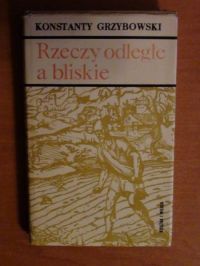 KONSTANTY GRZYBOWSKI
Rzeczy odległe
a bliskie